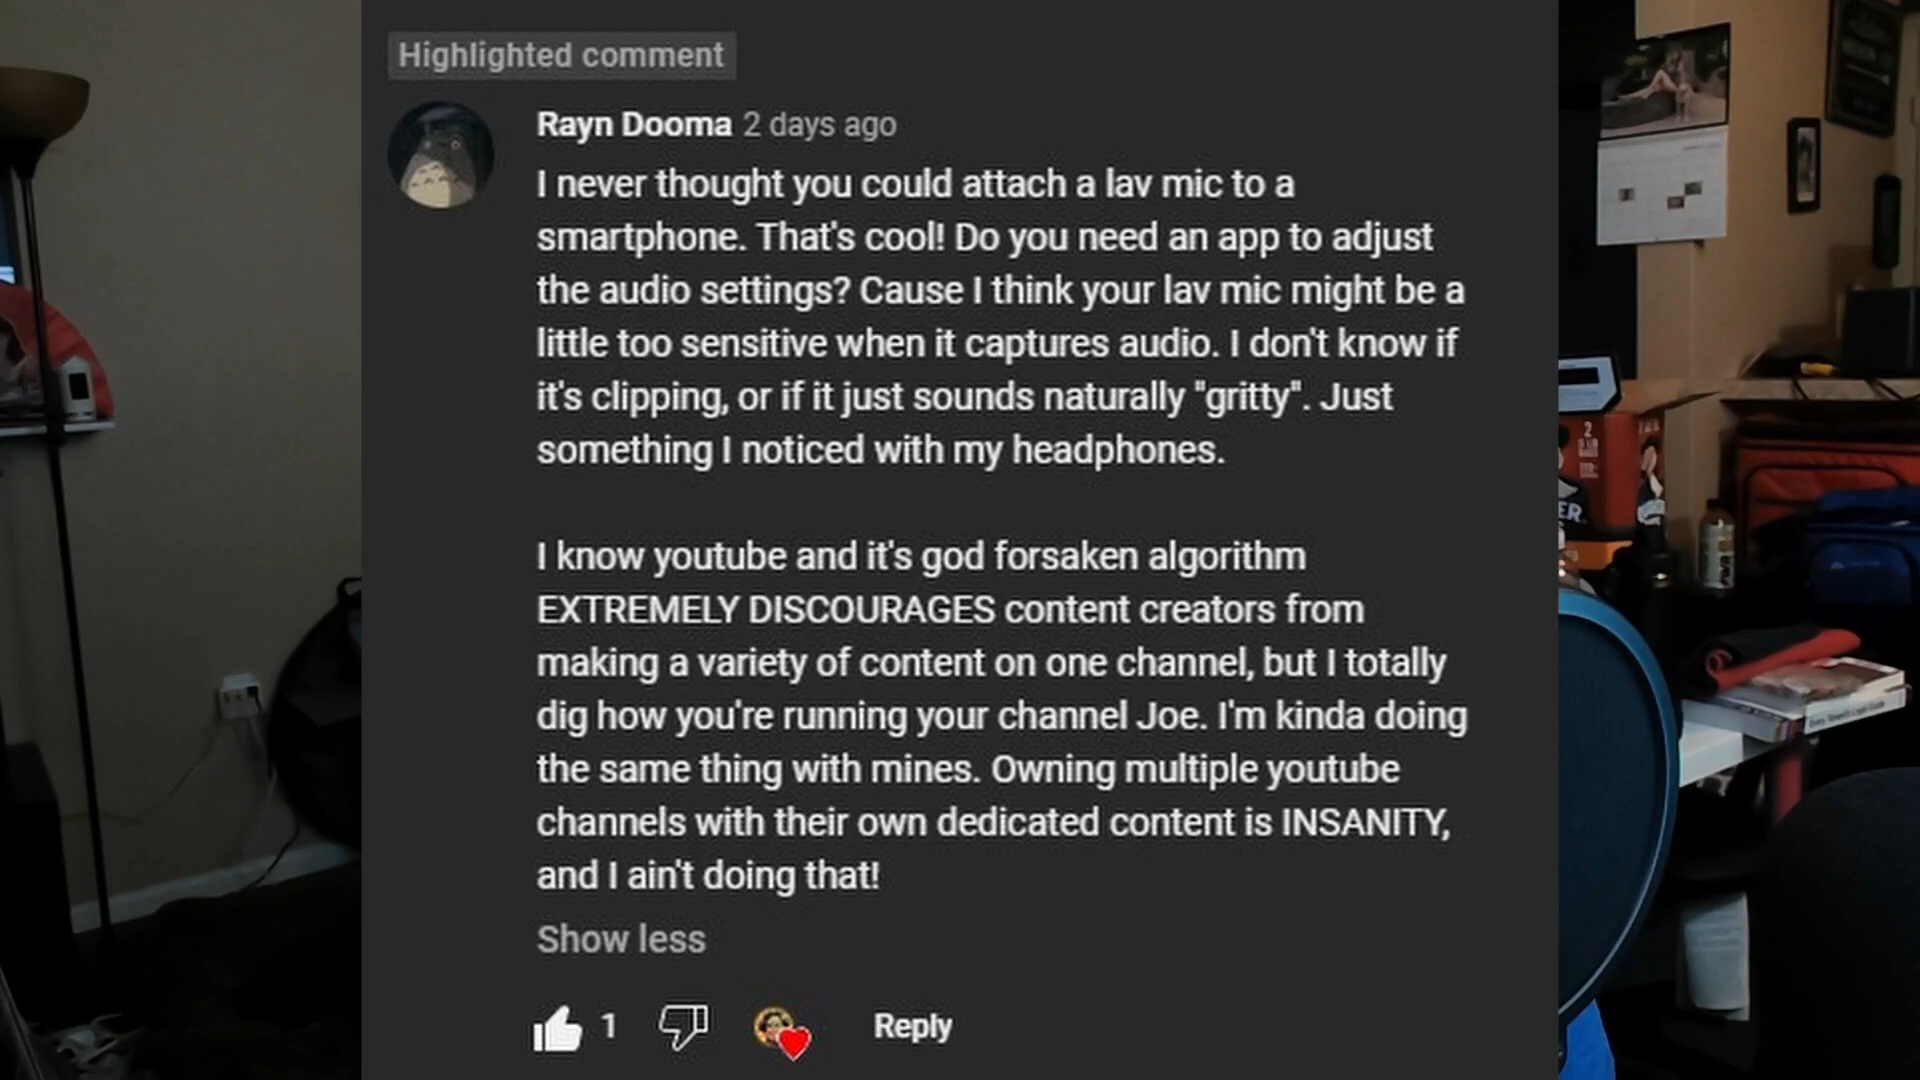 Highlighted comment
Rayn Dooma 2 days ago
I never thought you could attach a lav mic to a
smartphone. That's cool! Do you need an app to adjust
the audio settings? Cause I think your lav mic might be a
little too sensitive when it captures audio. I don't know if
it's clipping, or if it just sounds naturally "gritty". Just
something I noticed with my headphones.
I know youtube and it's god forsaken algorithm
EXTREMELY DISCOURAGES content creators from
making a variety of content on one channel, but I totally
dig how you're running your channel Joe. I'm kinda doing
the same thing with mines. Owning multiple youtube
channels with their own dedicated content is INSANITY,
and I ain't doing that!
Show less
1
Reply
ER
2